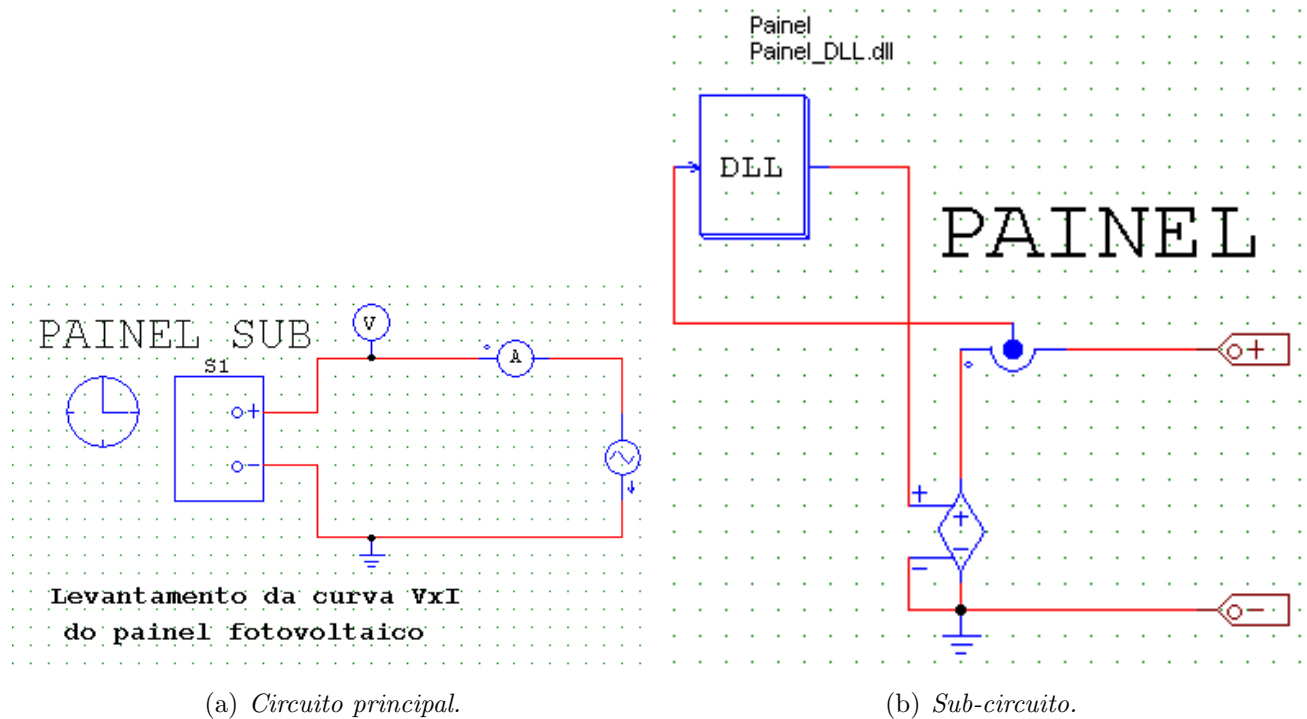 PAINEL SUB
S1
+
−
V
A
Levantamento da curva VxI
do painel fotovoltaico
(a) Circuito principal.
Painel
Painel_DLL.dll
DLL
PAINEL
+
+
+
−
−
−
(b) Sub-circuito.